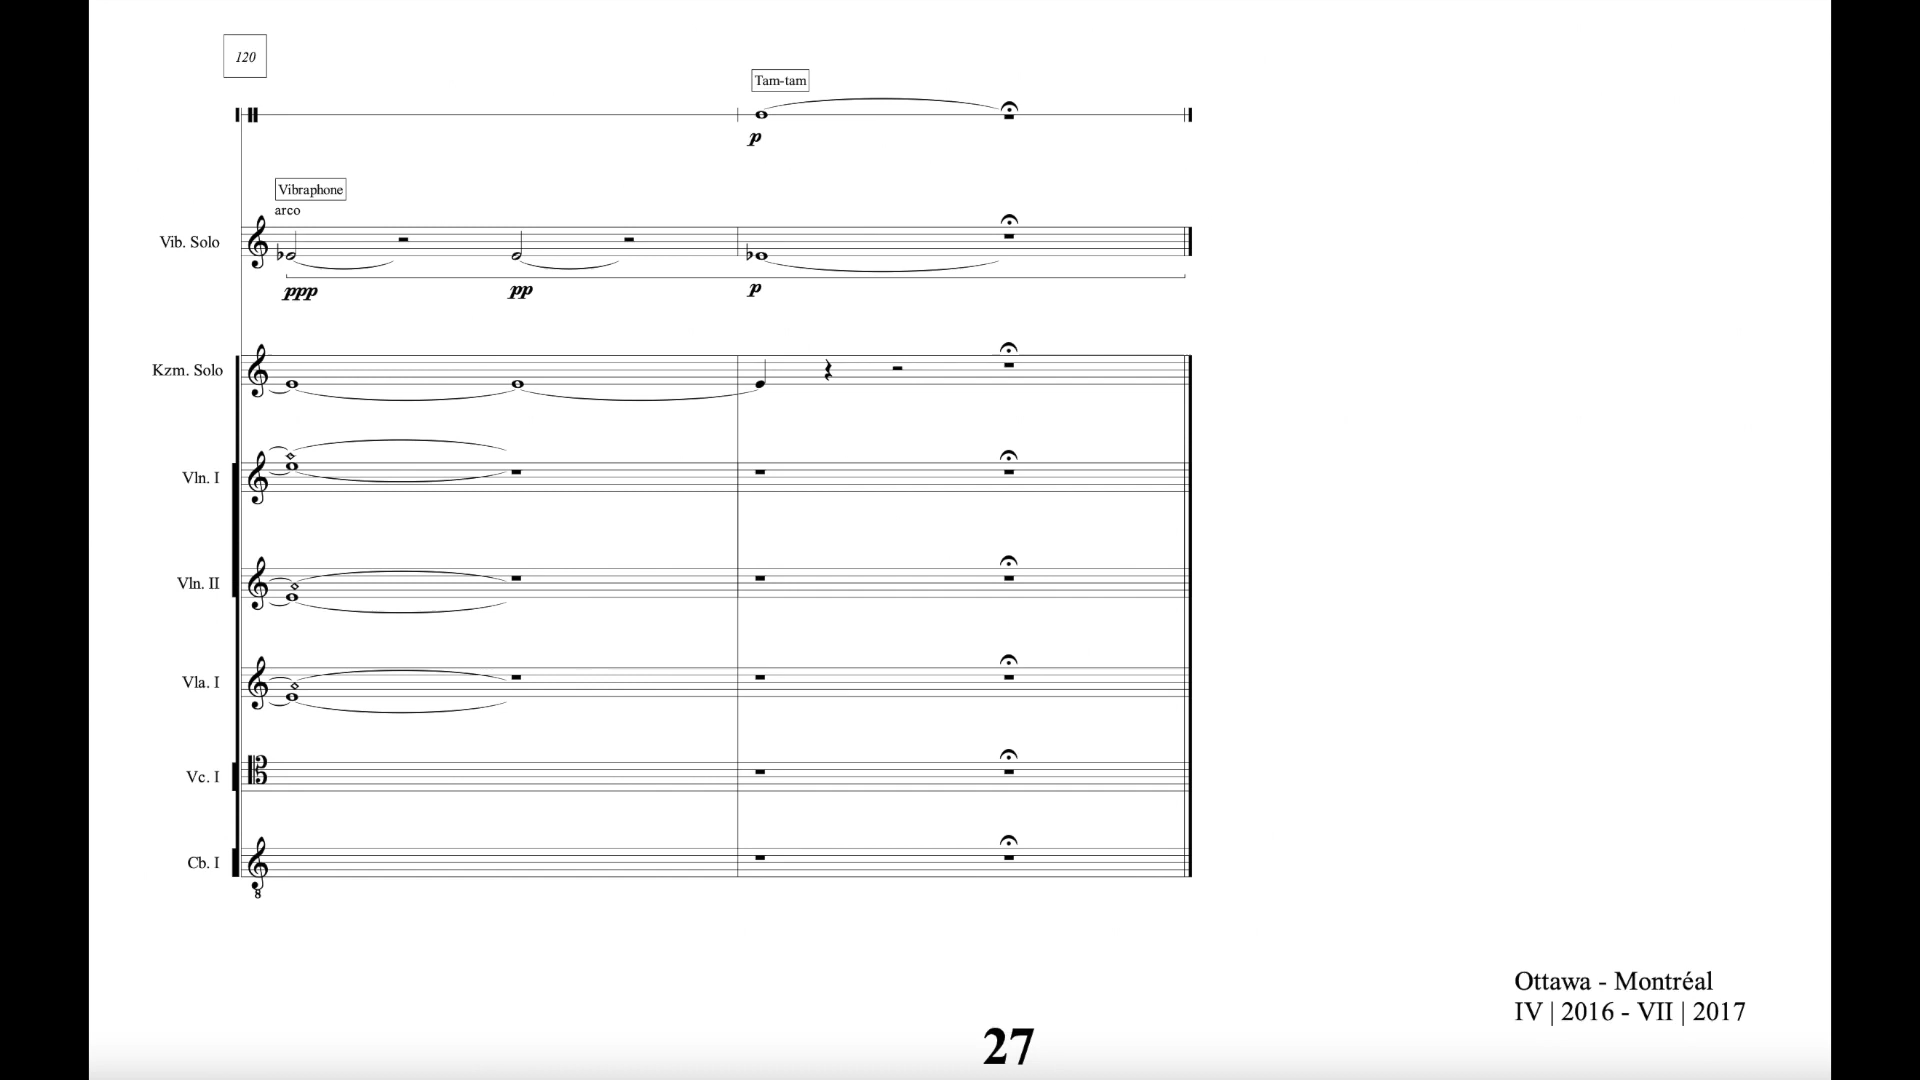 120
Tam-tam
p
Vibraphone
arco
Vib. Solo
ppp pp p
Kzm. Solo
Vln. I
Vln. II
Vla. I
Vc. I
Cb. I
8
Ottawa - Montréal
IV | 2016 - VII | 2017
27